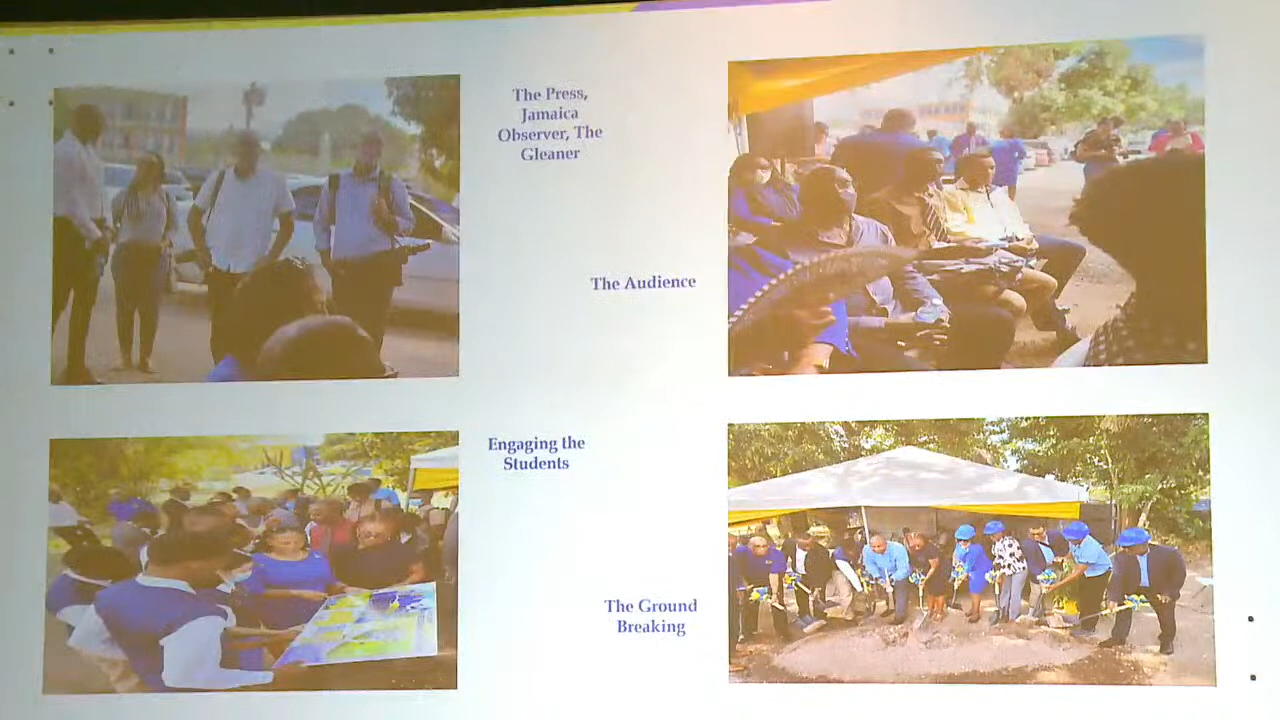 The Press,
Jamaica
Observer, The
Gleaner
The Audience
Engaging the
Students
The Ground
Breaking